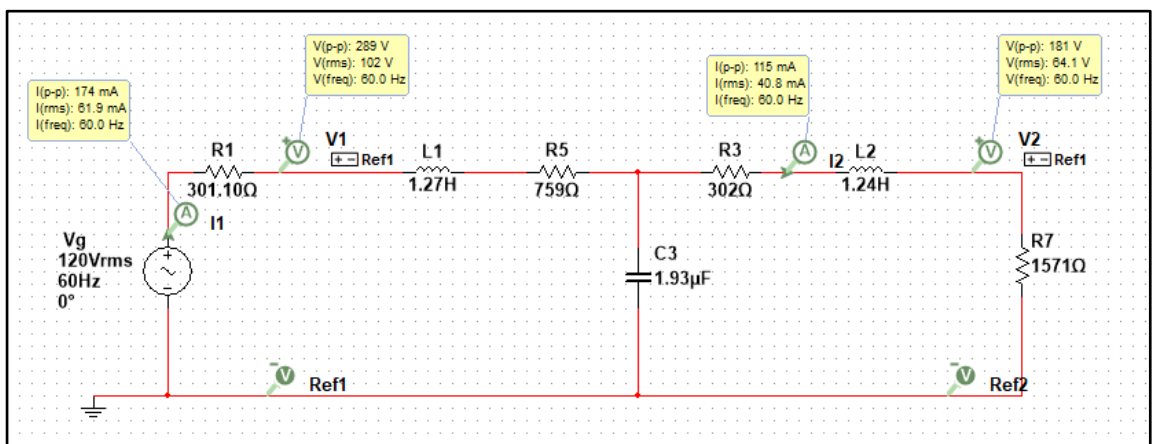 V(p-p): 289 V
V(rms): 102 V
V(freq): 60.0 Hz
V(p-p): 181 V
V(rms): 64.1 V
V(freq): 60.0 Hz
I(p-p): 115 mA
I(rms): 40.8 mA
I(freq): 60.0 Hz
I(p-p): 174 mA
I(rms): 61.9 mA
I(freq): 60.0 Hz
V1
V
Ref1
R1
301.10Ω
L1
1.27H
R5
759Ω
R3
302Ω
A
I2
L2
1.24H
V
V2
Ref1
A
I1
Vg
120Vrms
60Hz
0°
C3
1.93µF
R7
1571Ω
V
Ref1
V
Ref2